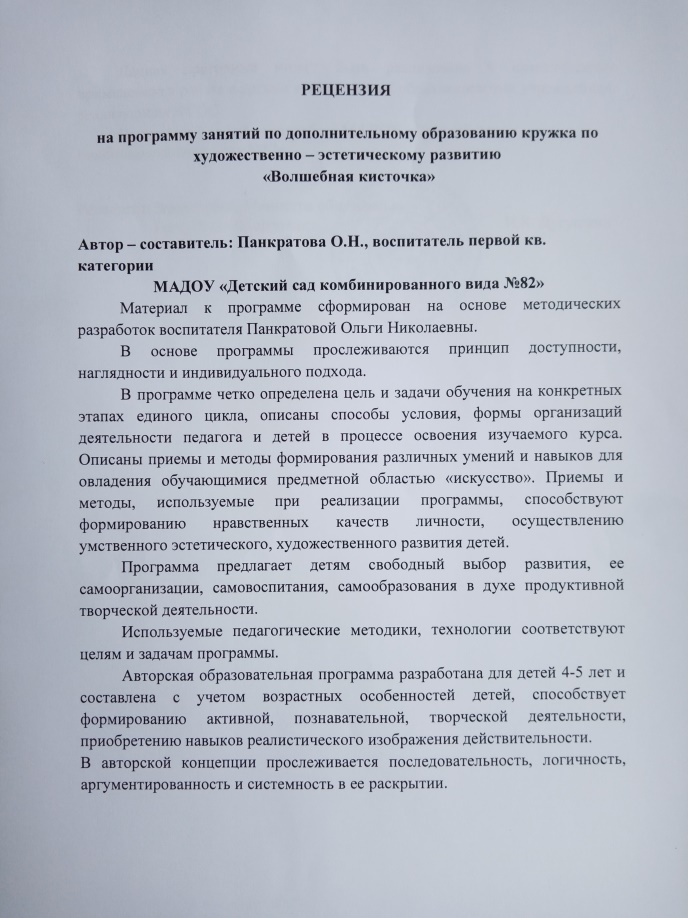 РЕЦЕНЗИЯ
на программу занятий по дополнительному образованию кружка по
художественно – эстетическому развитию
«Волшебная кисточка»
Автор – составитель: Панкратова О.Н., воспитатель первой кв.
категории
МАДОУ «Детский сад комбинированного вида №82»
Материал к программе сформирован на основе методических
разработок воспитателя Панкратовой Ольги Николаевны.
В основе программы прослеживаются принцип доступности,
наглядности и индивидуального подхода.
В программе четко определена цель и задачи обучения на конкретных
этапах единого цикла, описаны способы условия, формы организаций
деятельности педагога и детей в процессе освоения изучаемого курса.
Описаны приемы и методы формирования различных умений и навыков для
овладения обучающимися предметной областью «искусство». Приемы и
методы, используемые при реализации программы, способствуют
формированию нравственных качеств личности, осуществлению
умственного эстетического, художественного развития детей.
Программа предлагает детям свободный выбор развития, ее
самоорганизации, самовоспитания, самообразования в духе продуктивной
творческой деятельности.
Используемые педагогические методики, технологии соответствуют
целям и задачам программы.
Авторская образовательная программа разработана для детей 4-5 лет и
составлена с учетом возрастных особенностей детей, способствует
формированию активной, познавательной, творческой деятельности,
приобретению навыков реалистического изображения действительности.
В авторской концепции прослеживается последовательность, логичность,
аргументированность и системность в ее раскрытии.